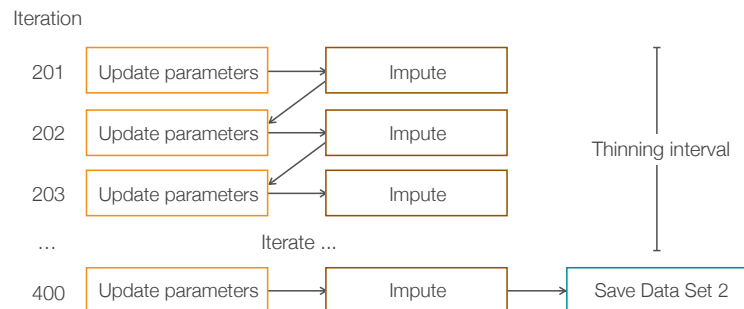 Iteration
201 Update parameters Impute
202 Update parameters Impute
Thinning interval
203 Update parameters Impute
... Iterate ...
400 Update parameters Impute Save Data Set 2